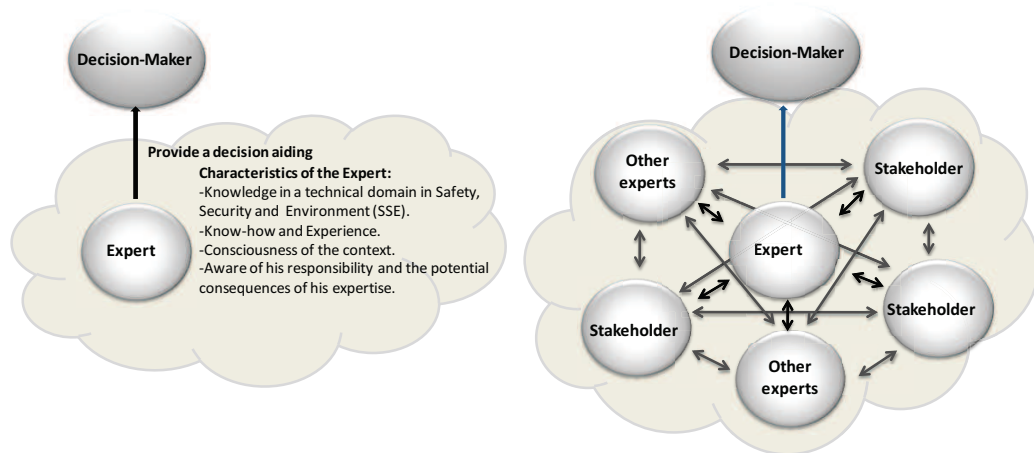 Decision-Maker
Provide a decision aiding
Characteristics of the Expert:
-Knowledge in a technical domain in Safety,
Security and Environment (SSE).
-Know-how and Experience.
-Consciousness of the context.
-Aware of his responsibility and the potential
consequences of his expertise.
Expert
Decision-Maker
Other
experts
Stakeholder
Expert
Stakeholder
Stakeholder
Other
experts